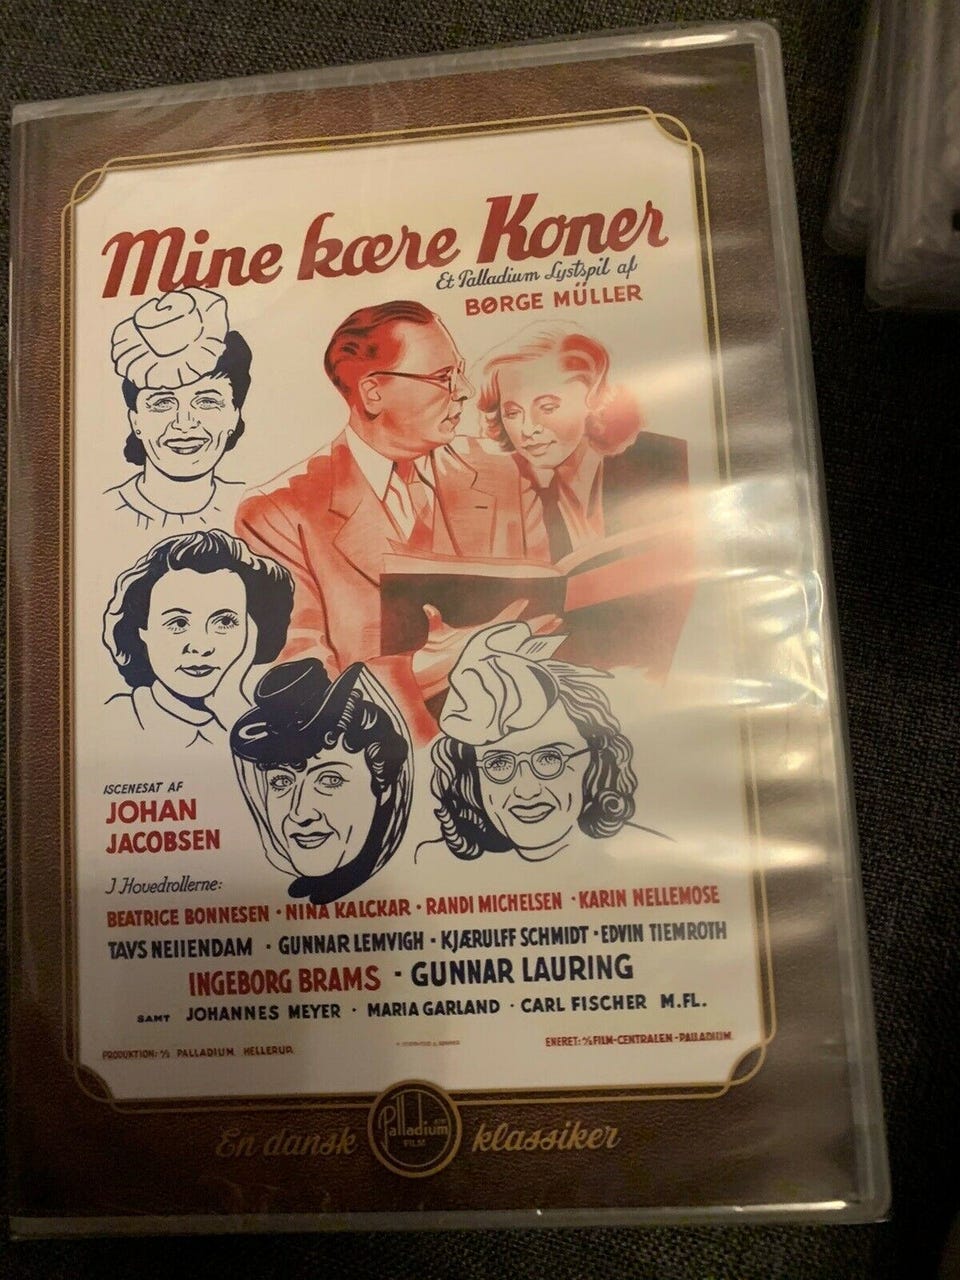 Mine kære Koner
Et Palladium Lystspil af
BØRGE MÜLLER
ISCENESAT AF
JOHAN
JACOBSEN
I Hovedrollerne:
BEATRICE BONNESEN · NINA KALCKAR · RANDI MICHELSEN · KARIN NELLEMOSE
TAVS NEIIENDAM · GUNNAR LEMVIGH · KJÆRULFF SCHMIDT · EDVIN TIEMROTH
INGEBORG BRAMS · GUNNAR LAURING
SAMT JOHANNES MEYER · MARIA GARLAND · CARL FISCHER M.FL.
PRODUKTION: A/S PALLADIUM, HELLERUP.
ENERET: A/S FILM-CENTRALEN-PALLADIUM.
En dansk Palladium FILM klassiker